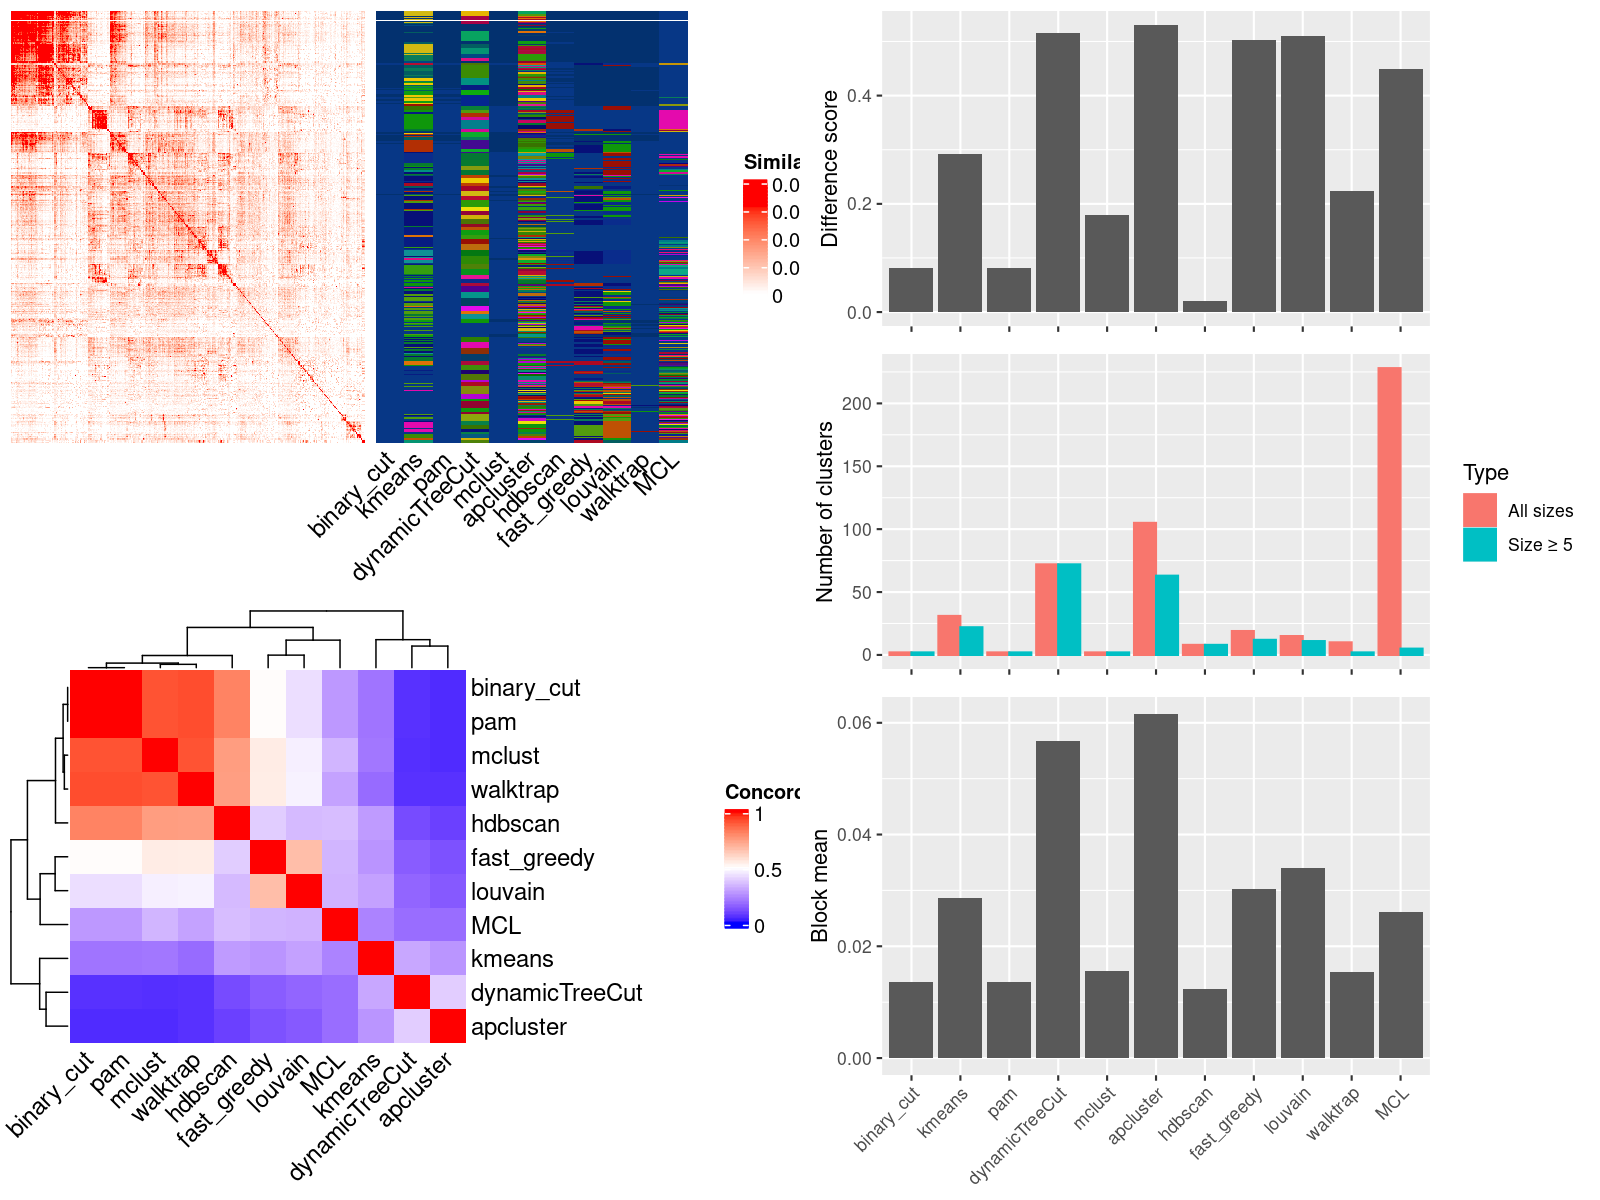 Simila
0.0
0.0
0.0
0.0
0
binary_cut
kmeans
pam
dynamicTreeCut
mclust
apcluster
hdbscan
fast_greedy
louvain
walktrap
MCL
binary_cut
pam
mclust
walktrap
hdbscan
fast_greedy
louvain
MCL
kmeans
dynamicTreeCut
apcluster
Concord
1
0.5
0
binary_cut
pam
mclust
walktrap
hdbscan
fast_greedy
louvain
MCL
kmeans
dynamicTreeCut
apcluster
Difference score
0.4
0.2
0.0
Number of clusters
200
150
100
50
0
Type
All sizes
Size ≥ 5
Block mean
0.06
0.04
0.02
0.00
binary_cut
kmeans
pam
dynamicTreeCut
mclust
apcluster
hdbscan
fast_greedy
louvain
walktrap
MCL